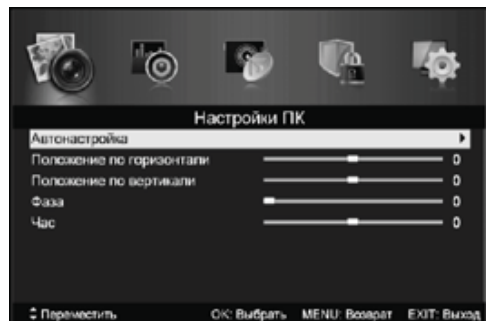 Настройки ПК
Автонастройка
Положение по горизонтали 0
Положение по вертикали 0
Фаза 0
Час 0
Переместить OK: Выбрать MENU: Возврат EXIT: Выход